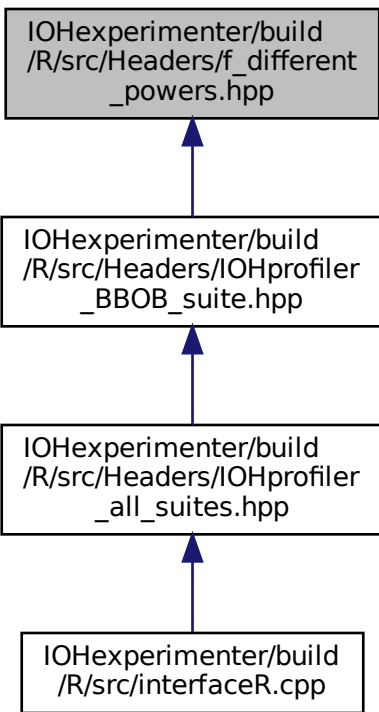 IOHexperimenter/build
/R/src/Headers/f_different
_powers.hpp
IOHexperimenter/build
/R/src/Headers/IOHprofiler
_BBOB_suite.hpp
IOHexperimenter/build
/R/src/Headers/IOHprofiler
_all_suites.hpp
IOHexperimenter/build
/R/src/interfaceR.cpp